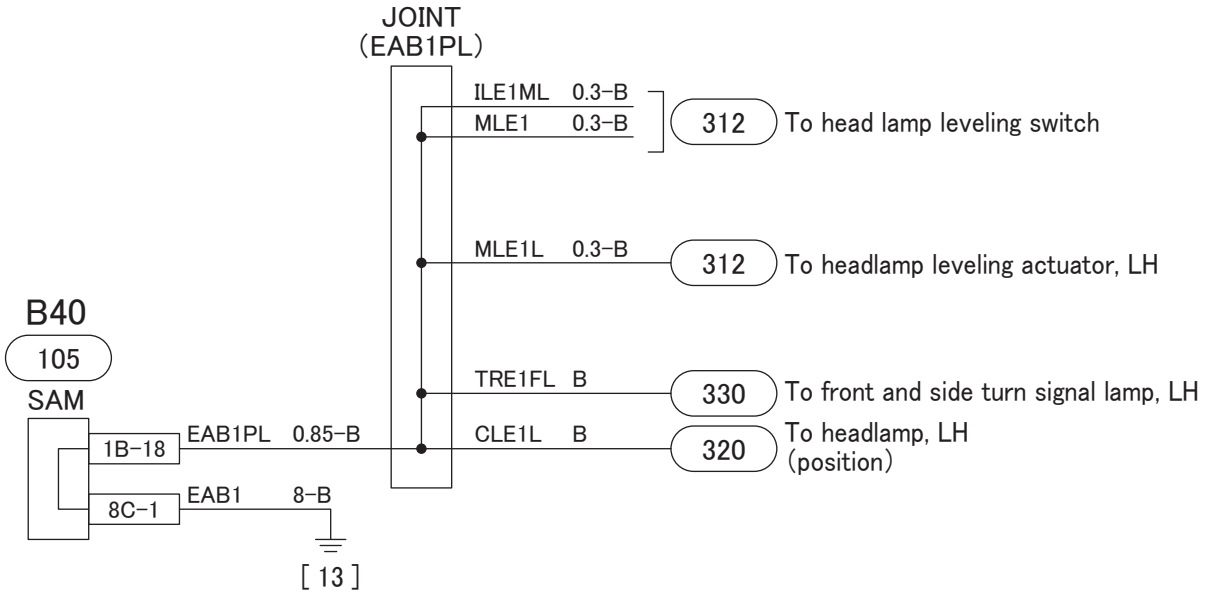 JOINT
(EAB1PL)
ILE1ML 0.3-B
MLE1 0.3-B
312 To head lamp leveling switch
MLE1L 0.3-B
312 To headlamp leveling actuator, LH
B40
105
SAM
TRE1FL B
330 To front and side turn signal lamp, LH
1B-18 EAB1PL 0.85-B
CLE1L B
320 To headlamp, LH
(position)
8C-1 EAB1 8-B
[ 13 ]